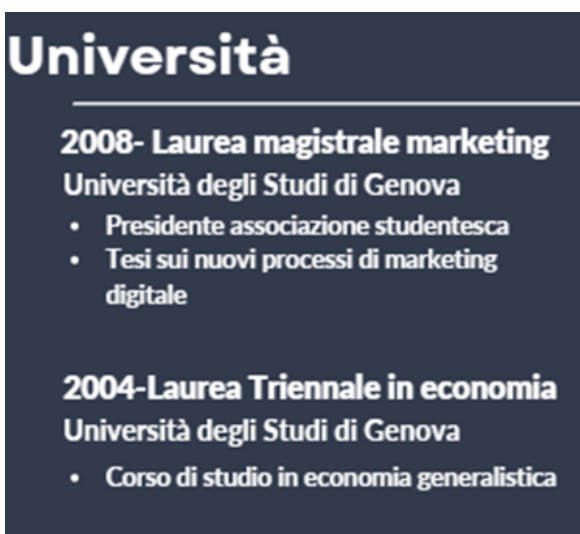 Università
2008- Laurea magistrale marketing
Università degli Studi di Genova
• Presidente associazione studentesca
• Tesi sui nuovi processi di marketing
digitale
2004-Laurea Triennale in economia
Università degli Studi di Genova
• Corso di studio in economia generalistica